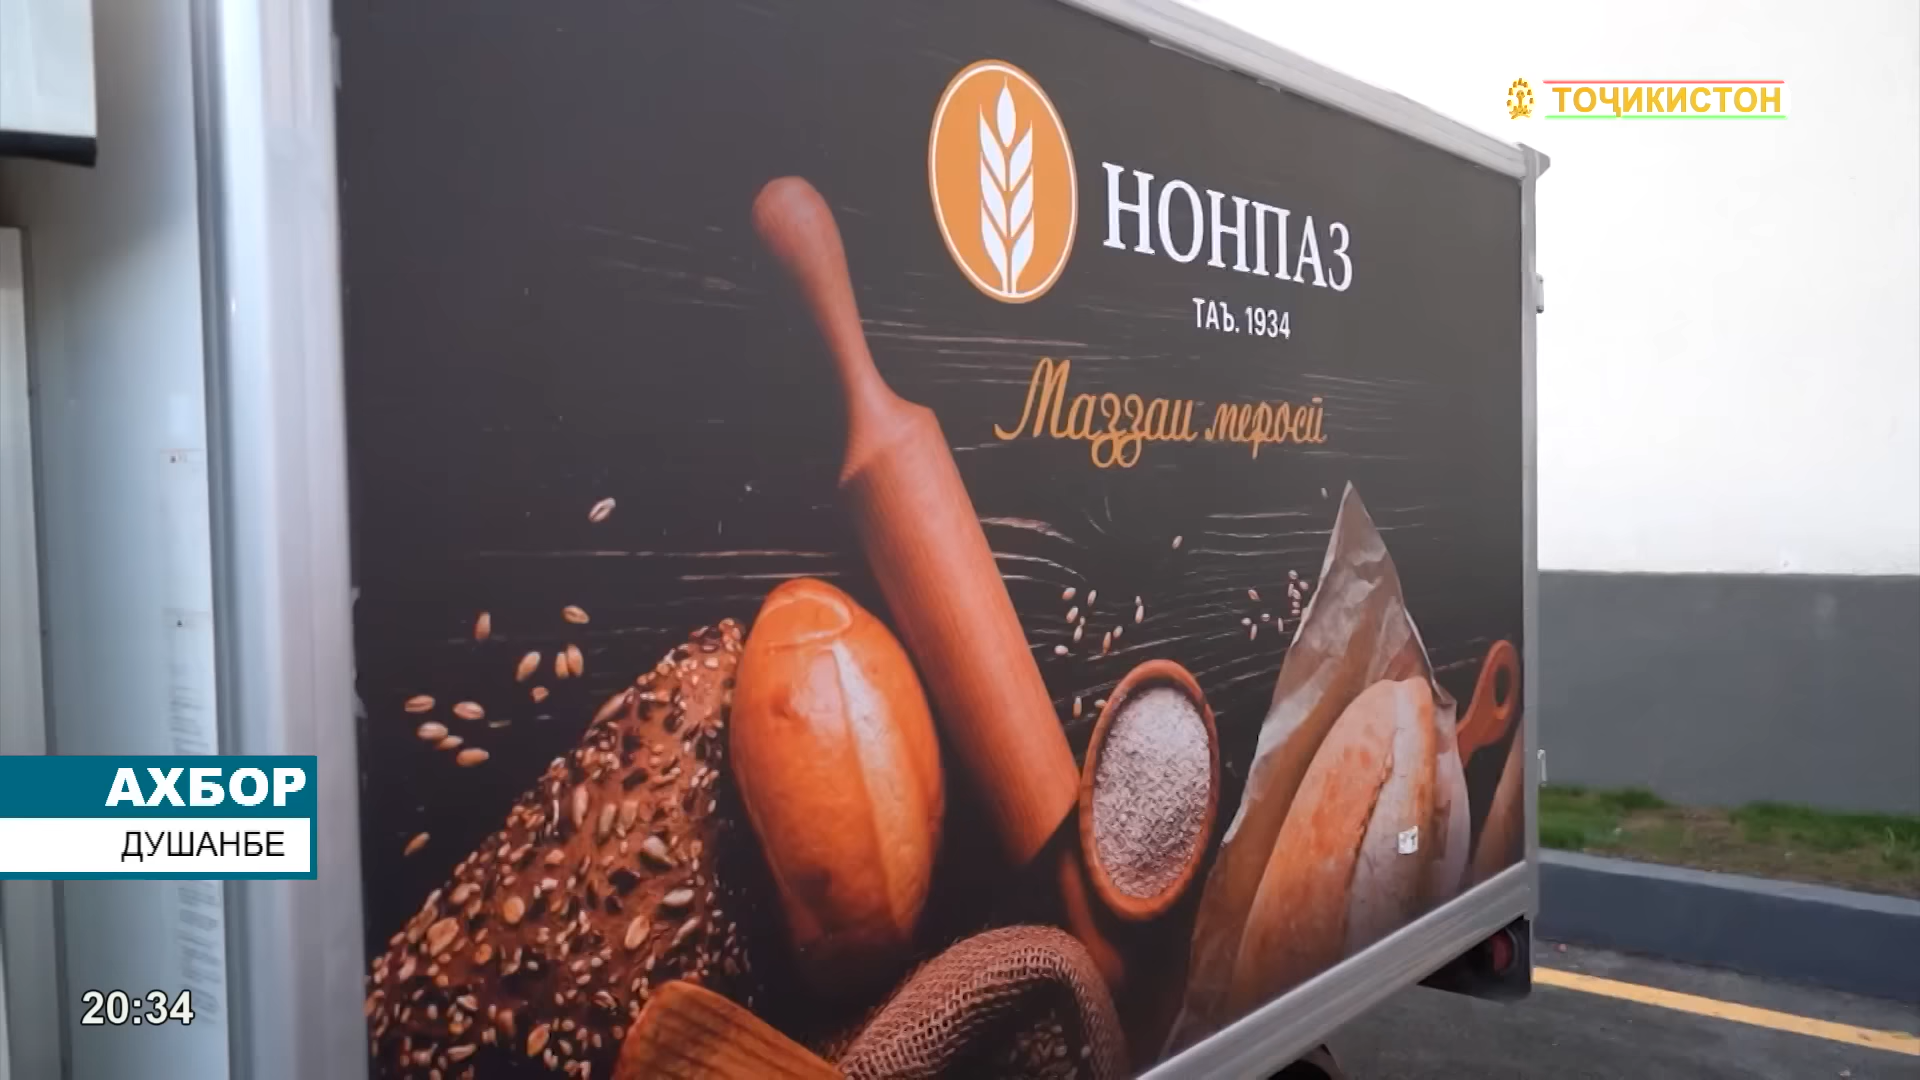 ТОҶИКИСТОН
НОНПАЗ
ТАЪ. 1934
Маззаи меросӣ
АХБОР
ДУШАНБЕ
20:34